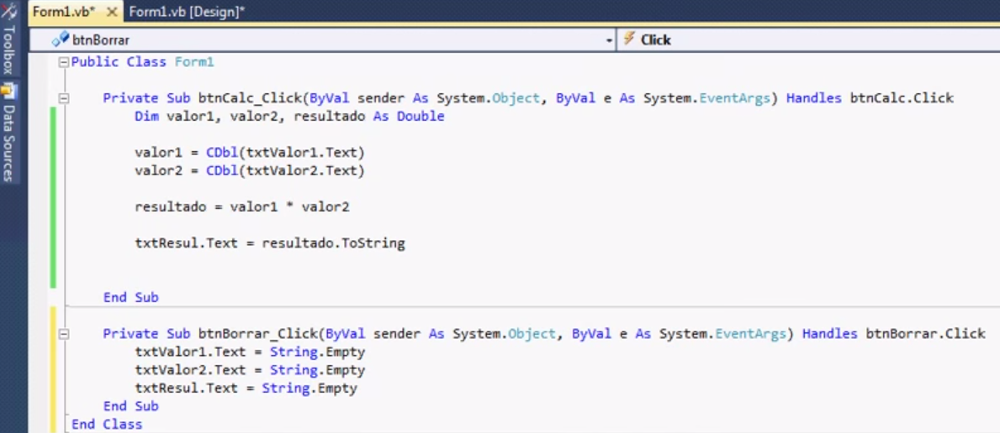 Form1.vb* Form1.vb [Design]*
Toolbox
Data Sources
btnBorrar Click
Public Class Form1
Private Sub btnCalc_Click(ByVal sender As System.Object, ByVal e As System.EventArgs) Handles btnCalc.Click
Dim valor1, valor2, resultado As Double
valor1 = CDbl(txtValor1.Text)
valor2 = CDbl(txtValor2.Text)
resultado = valor1 * valor2
txtResul.Text = resultado.ToString
End Sub
Private Sub btnBorrar_Click(ByVal sender As System.Object, ByVal e As System.EventArgs) Handles btnBorrar.Click
txtValor1.Text = String.Empty
txtValor2.Text = String.Empty
txtResul.Text = String.Empty
End Sub
End Class